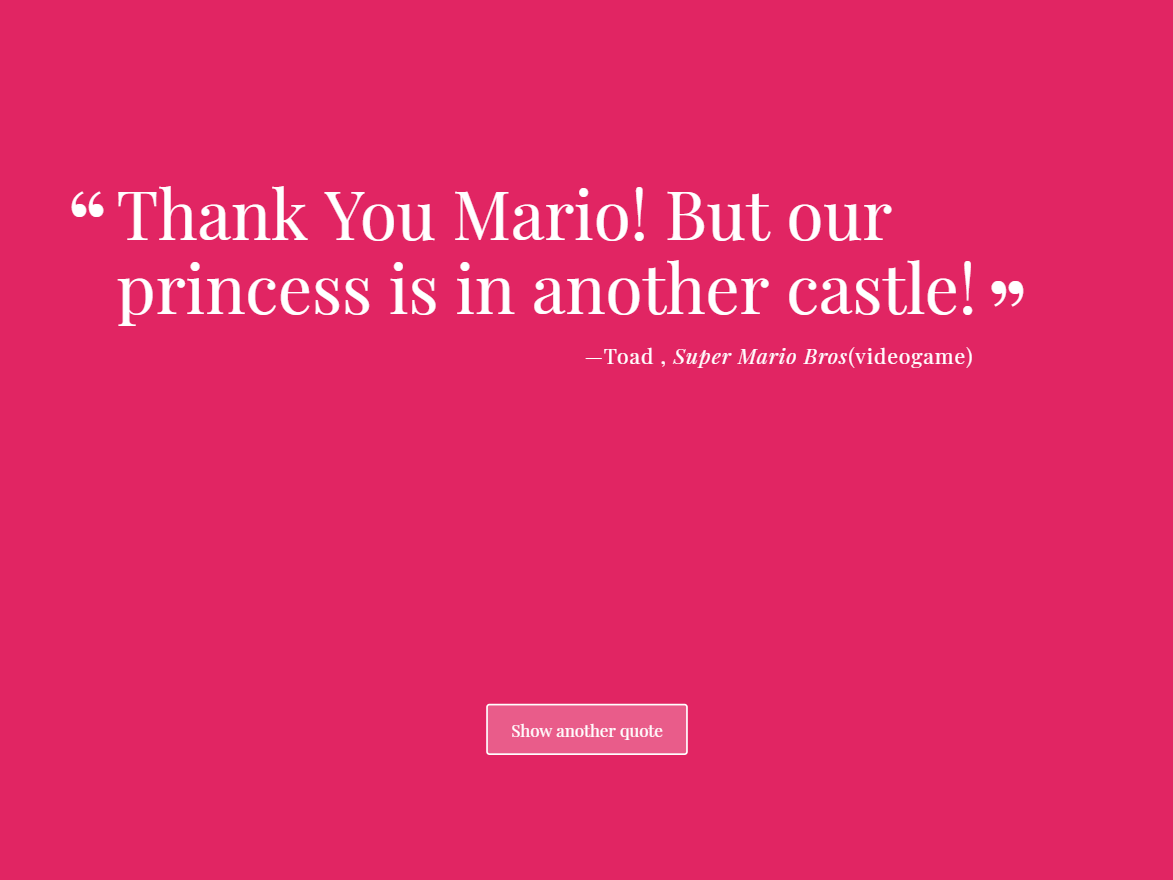 “Thank You Mario! But our
princess is in another castle!”
—Toad , Super Mario Bros(videogame)
Show another quote